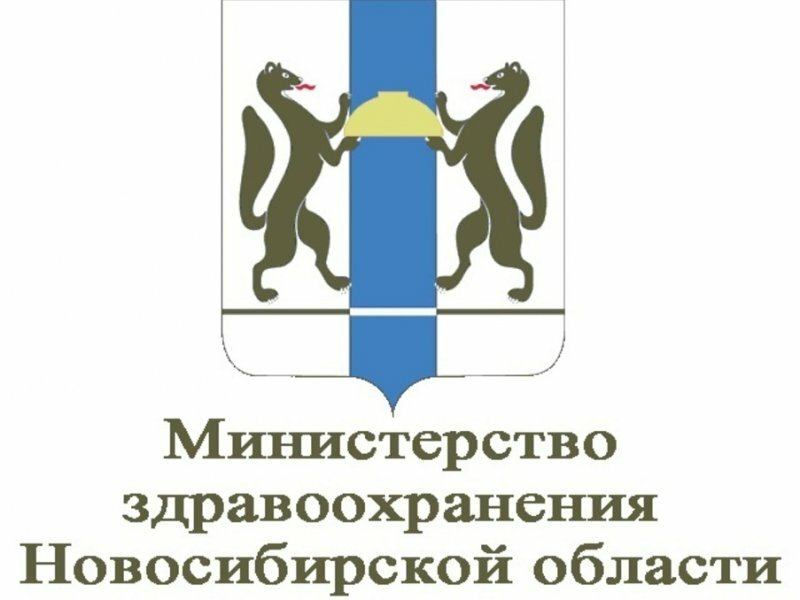 Министерство
здравоохранения
Новосибирской области